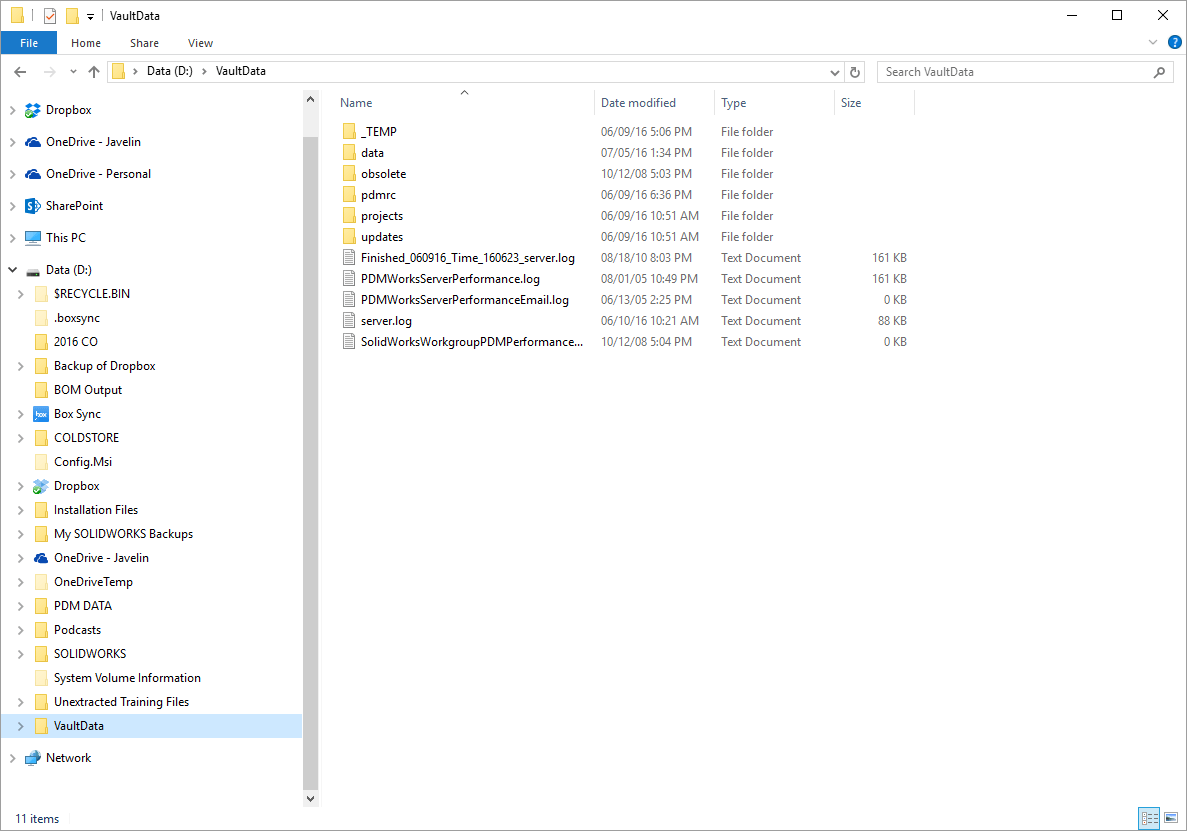 VaultData
File Home Share View
Data (D:) VaultData
Search VaultData
Dropbox
OneDrive - Javelin
OneDrive - Personal
SharePoint
This PC
Data (D:)
$RECYCLE.BIN
.boxsync
2016 CO
Backup of Dropbox
BOM Output
box Box Sync
COLDSTORE
Config.Msi
Dropbox
Installation Files
My SOLIDWORKS Backups
OneDrive - Javelin
OneDriveTemp
PDM DATA
Podcasts
SOLIDWORKS
System Volume Information
Unextracted Training Files
VaultData
Network
Name Date modified Type Size
_TEMP 06/09/16 5:06 PM File folder
data 07/05/16 1:34 PM File folder
obsolete 10/12/08 5:03 PM File folder
pdmrc 06/09/16 6:36 PM File folder
projects 06/09/16 10:51 AM File folder
updates 06/09/16 10:51 AM File folder
Finished_060916_Time_160623_server.log 08/18/10 8:03 PM Text Document 161 KB
PDMWorksServerPerformance.log 08/01/05 10:49 PM Text Document 161 KB
PDMWorksServerPerformanceEmail.log 06/13/05 2:25 PM Text Document 0 KB
server.log 06/10/16 10:21 AM Text Document 88 KB
SolidWorksWorkgroupPDMPerformance... 10/12/08 5:04 PM Text Document 0 KB
11 items